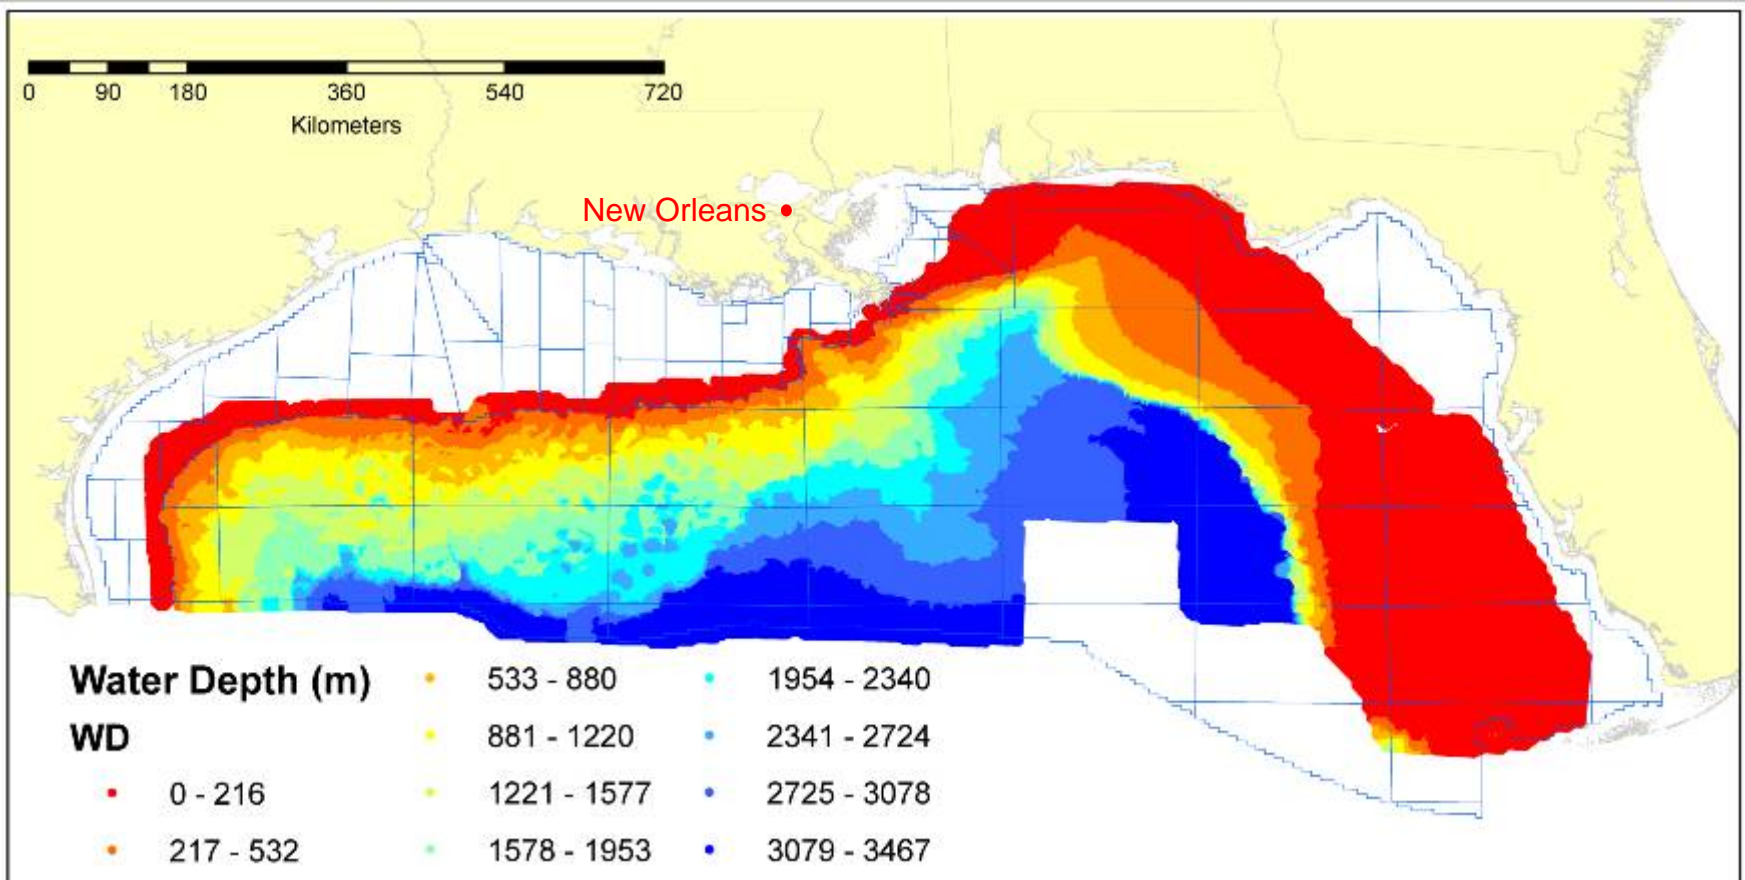 0 90 180 360 540 720
Kilometers
New Orleans
Water Depth (m)
WD
0 - 216
217 - 532
533 - 880
881 - 1220
1221 - 1577
1578 - 1953
1954 - 2340
2341 - 2724
2725 - 3078
3079 - 3467